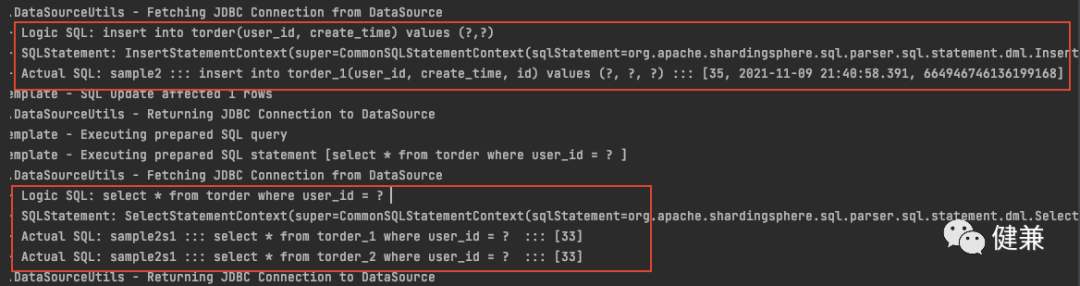 .DataSourceUtils - Fetching JDBC Connection from DataSource
Logic SQL: insert into torder(user_id, create_time) values (?,?)
SQLStatement: InsertStatementContext(super=CommonSQLStatementContext(sqlStatement=org.apache.shardingsphere.sql.parser.sql.statement.dml.Insert
Actual SQL: sample2 ::: insert into torder_1(user_id, create_time, id) values (?, ?, ?) ::: [35, 2021-11-09 21:40:58.391, 664946746136199168]
emplate - SQL update affected 1 rows
.DataSourceUtils - Returning JDBC Connection to DataSource
emplate - Executing prepared SQL query
emplate - Executing prepared SQL statement [select * from torder where user_id = ? ]
.DataSourceUtils - Fetching JDBC Connection from DataSource
Logic SQL: select * from torder where user_id = ?
SQLStatement: SelectStatementContext(super=CommonSQLStatementContext(sqlStatement=org.apache.shardingsphere.sql.parser.sql.statement.dml.Select
Actual SQL: sample2s1 ::: select * from torder_1 where user_id = ?  ::: [33]
Actual SQL: sample2s1 ::: select * from torder_2 where user_id = ?  ::: [33]
.DataSourceUtils - Returning JDBC Connection to DataSource
健兼